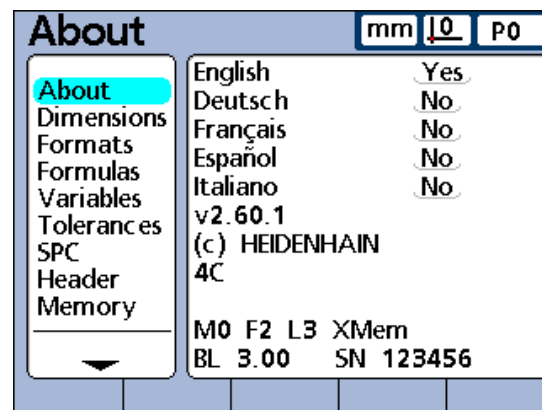 About mm 0 P0
About
Dimensions
Formats
Formulas
Variables
Tolerances
SPC
Header
Memory
English Yes
Deutsch No
Français No
Español No
Italiano No
v2.60.1
(c) HEIDENHAIN
4C
M0 F2 L3 XMem
BL 3.00 SN 123456